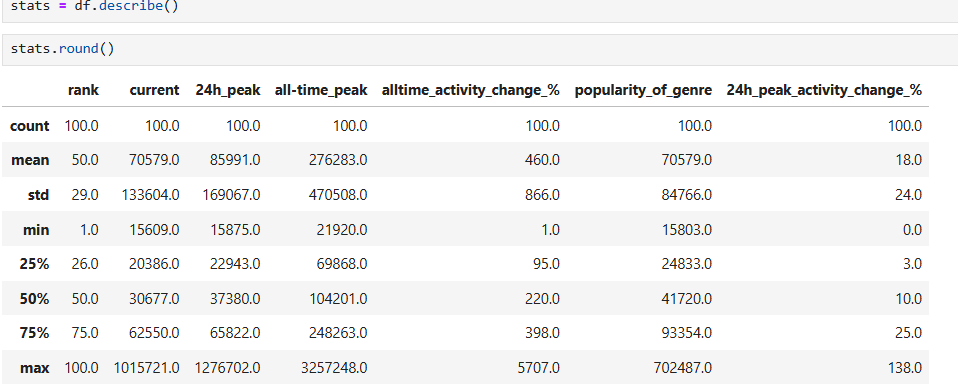 stats = df.describe()
stats.round()
rank current 24h_peak all-time_peak alltime_activity_change_% popularity_of_genre 24h_peak_activity_change_%
count 100.0 100.0 100.0 100.0 100.0 100.0 100.0
mean 50.0 70579.0 85991.0 276283.0 460.0 70579.0 18.0
std 29.0 133604.0 169067.0 470508.0 866.0 84766.0 24.0
min 1.0 15609.0 15875.0 21920.0 1.0 15803.0 0.0
25% 26.0 20386.0 22943.0 69868.0 95.0 24833.0 3.0
50% 50.0 30677.0 37380.0 104201.0 220.0 41720.0 10.0
75% 75.0 62550.0 65822.0 248263.0 398.0 93354.0 25.0
max 100.0 1015721.0 1276702.0 3257248.0 5707.0 702487.0 138.0